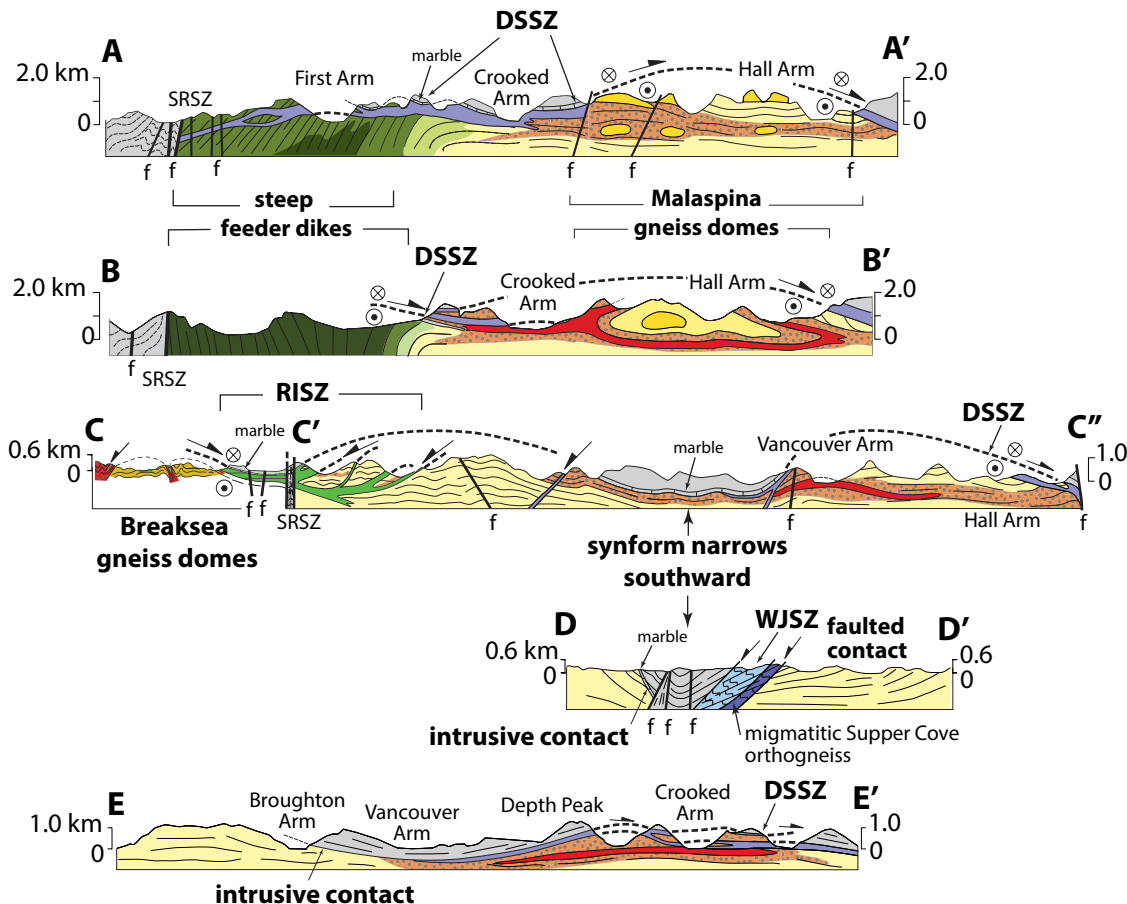 DSSZ
A
A’
marble
2.0 km
First Arm
Crooked
Arm
Hall Arm
2.0
SRSZ
0
0
f f f f f f
steep
feeder dikes
Malaspina
gneiss domes
B
DSSZ
B’
2.0 km
Crooked
Arm
Hall Arm
2.0
0
0
f SRSZ
RISZ
C
marble
C’
DSSZ
C’’
0.6 km
0
marble
Vancouver Arm
1.0
0
f f
SRSZ
f
f
Hall Arm
f
Breaksea
gneiss domes
synform narrows
southward
D
WJSZ
D’
marble
faulted
contact
0.6 km
0
0.6
0
intrusive contact
f f f
migmatitic Supper Cove
orthogneiss
E
Broughton
Arm
Vancouver
Arm
Depth Peak
Crooked
Arm
DSSZ
E’
1.0 km
0
1.0
0
intrusive contact